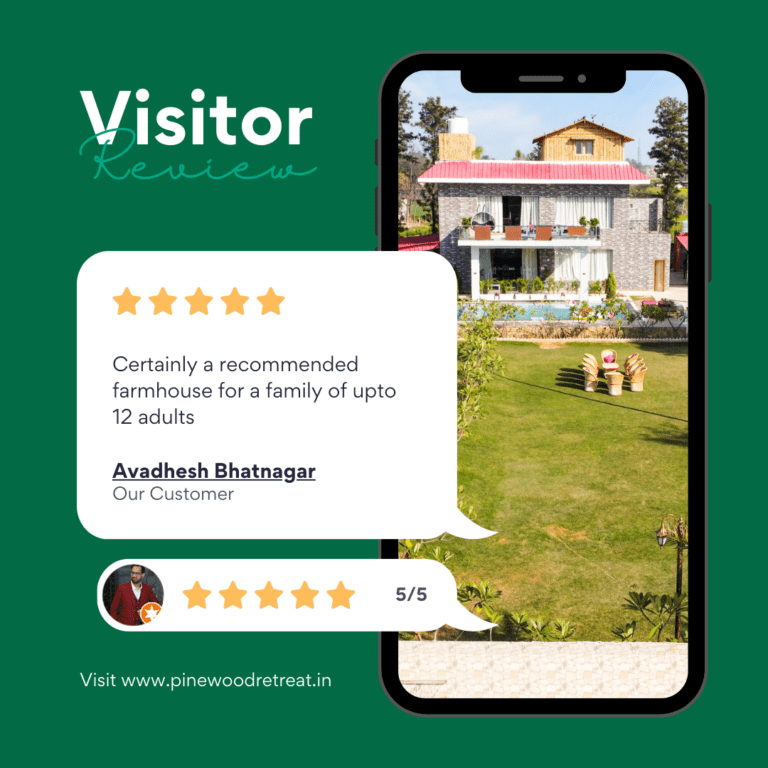 Visitor
Review
Certainly a recommended
farmhouse for a family of upto
12 adults
Avadhesh Bhatnagar
Our Customer
5/5
Visit www.pinewoodretreat.in